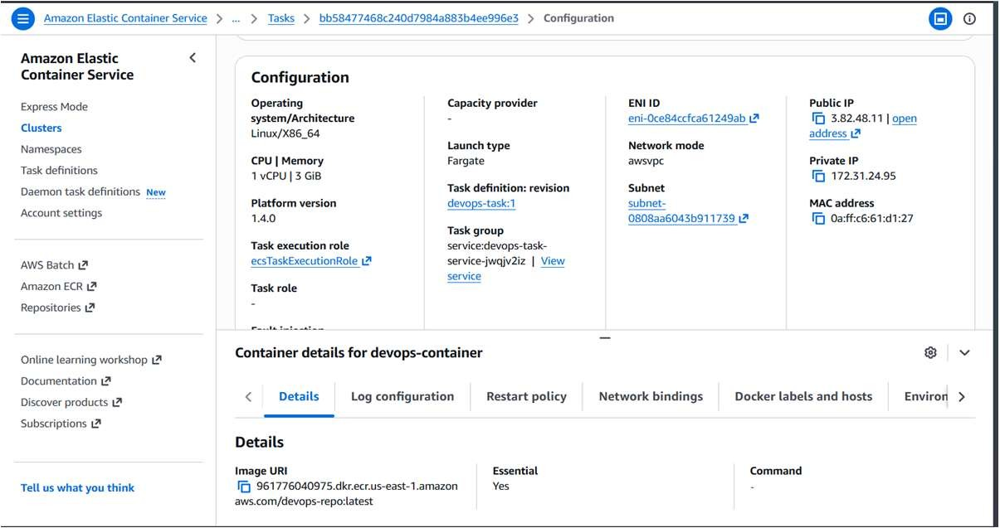 Amazon Elastic Container Service > ... > Tasks > bb58477468c240d7984a883b4ee996e3 > Configuration
Amazon Elastic
Container Service
Express Mode
Clusters
Namespaces
Task definitions
Daemon task definitions New
Account settings
AWS Batch
Amazon ECR
Repositories
Online learning workshop
Documentation
Discover products
Subscriptions
Tell us what you think
Configuration
Operating
system/Architecture
Linux/X86_64
CPU | Memory
1 vCPU | 3 GiB
Platform version
1.4.0
Task execution role
ecsTaskExecutionRole
Task role
-
Fault injection
Capacity provider
-
Launch type
Fargate
Task definition: revision
devops-task:1
Task group
service:devops-task-
service-jwqjv2iz | View
service
ENI ID
eni-0ce84ccfca61249ab
Network mode
awsvpc
Subnet
subnet-
0808aa6043b911739
Public IP
3.82.48.11 | open
address
Private IP
172.31.24.95
MAC address
0a:ff:c6:61:d1:27
Container details for devops-container
Details
Log configuration
Restart policy
Network bindings
Docker labels and hosts
Environ
Details
Image URI
961776040975.dkr.ecr.us-east-1.amazon
aws.com/devops-repo:latest
Essential
Yes
Command
-